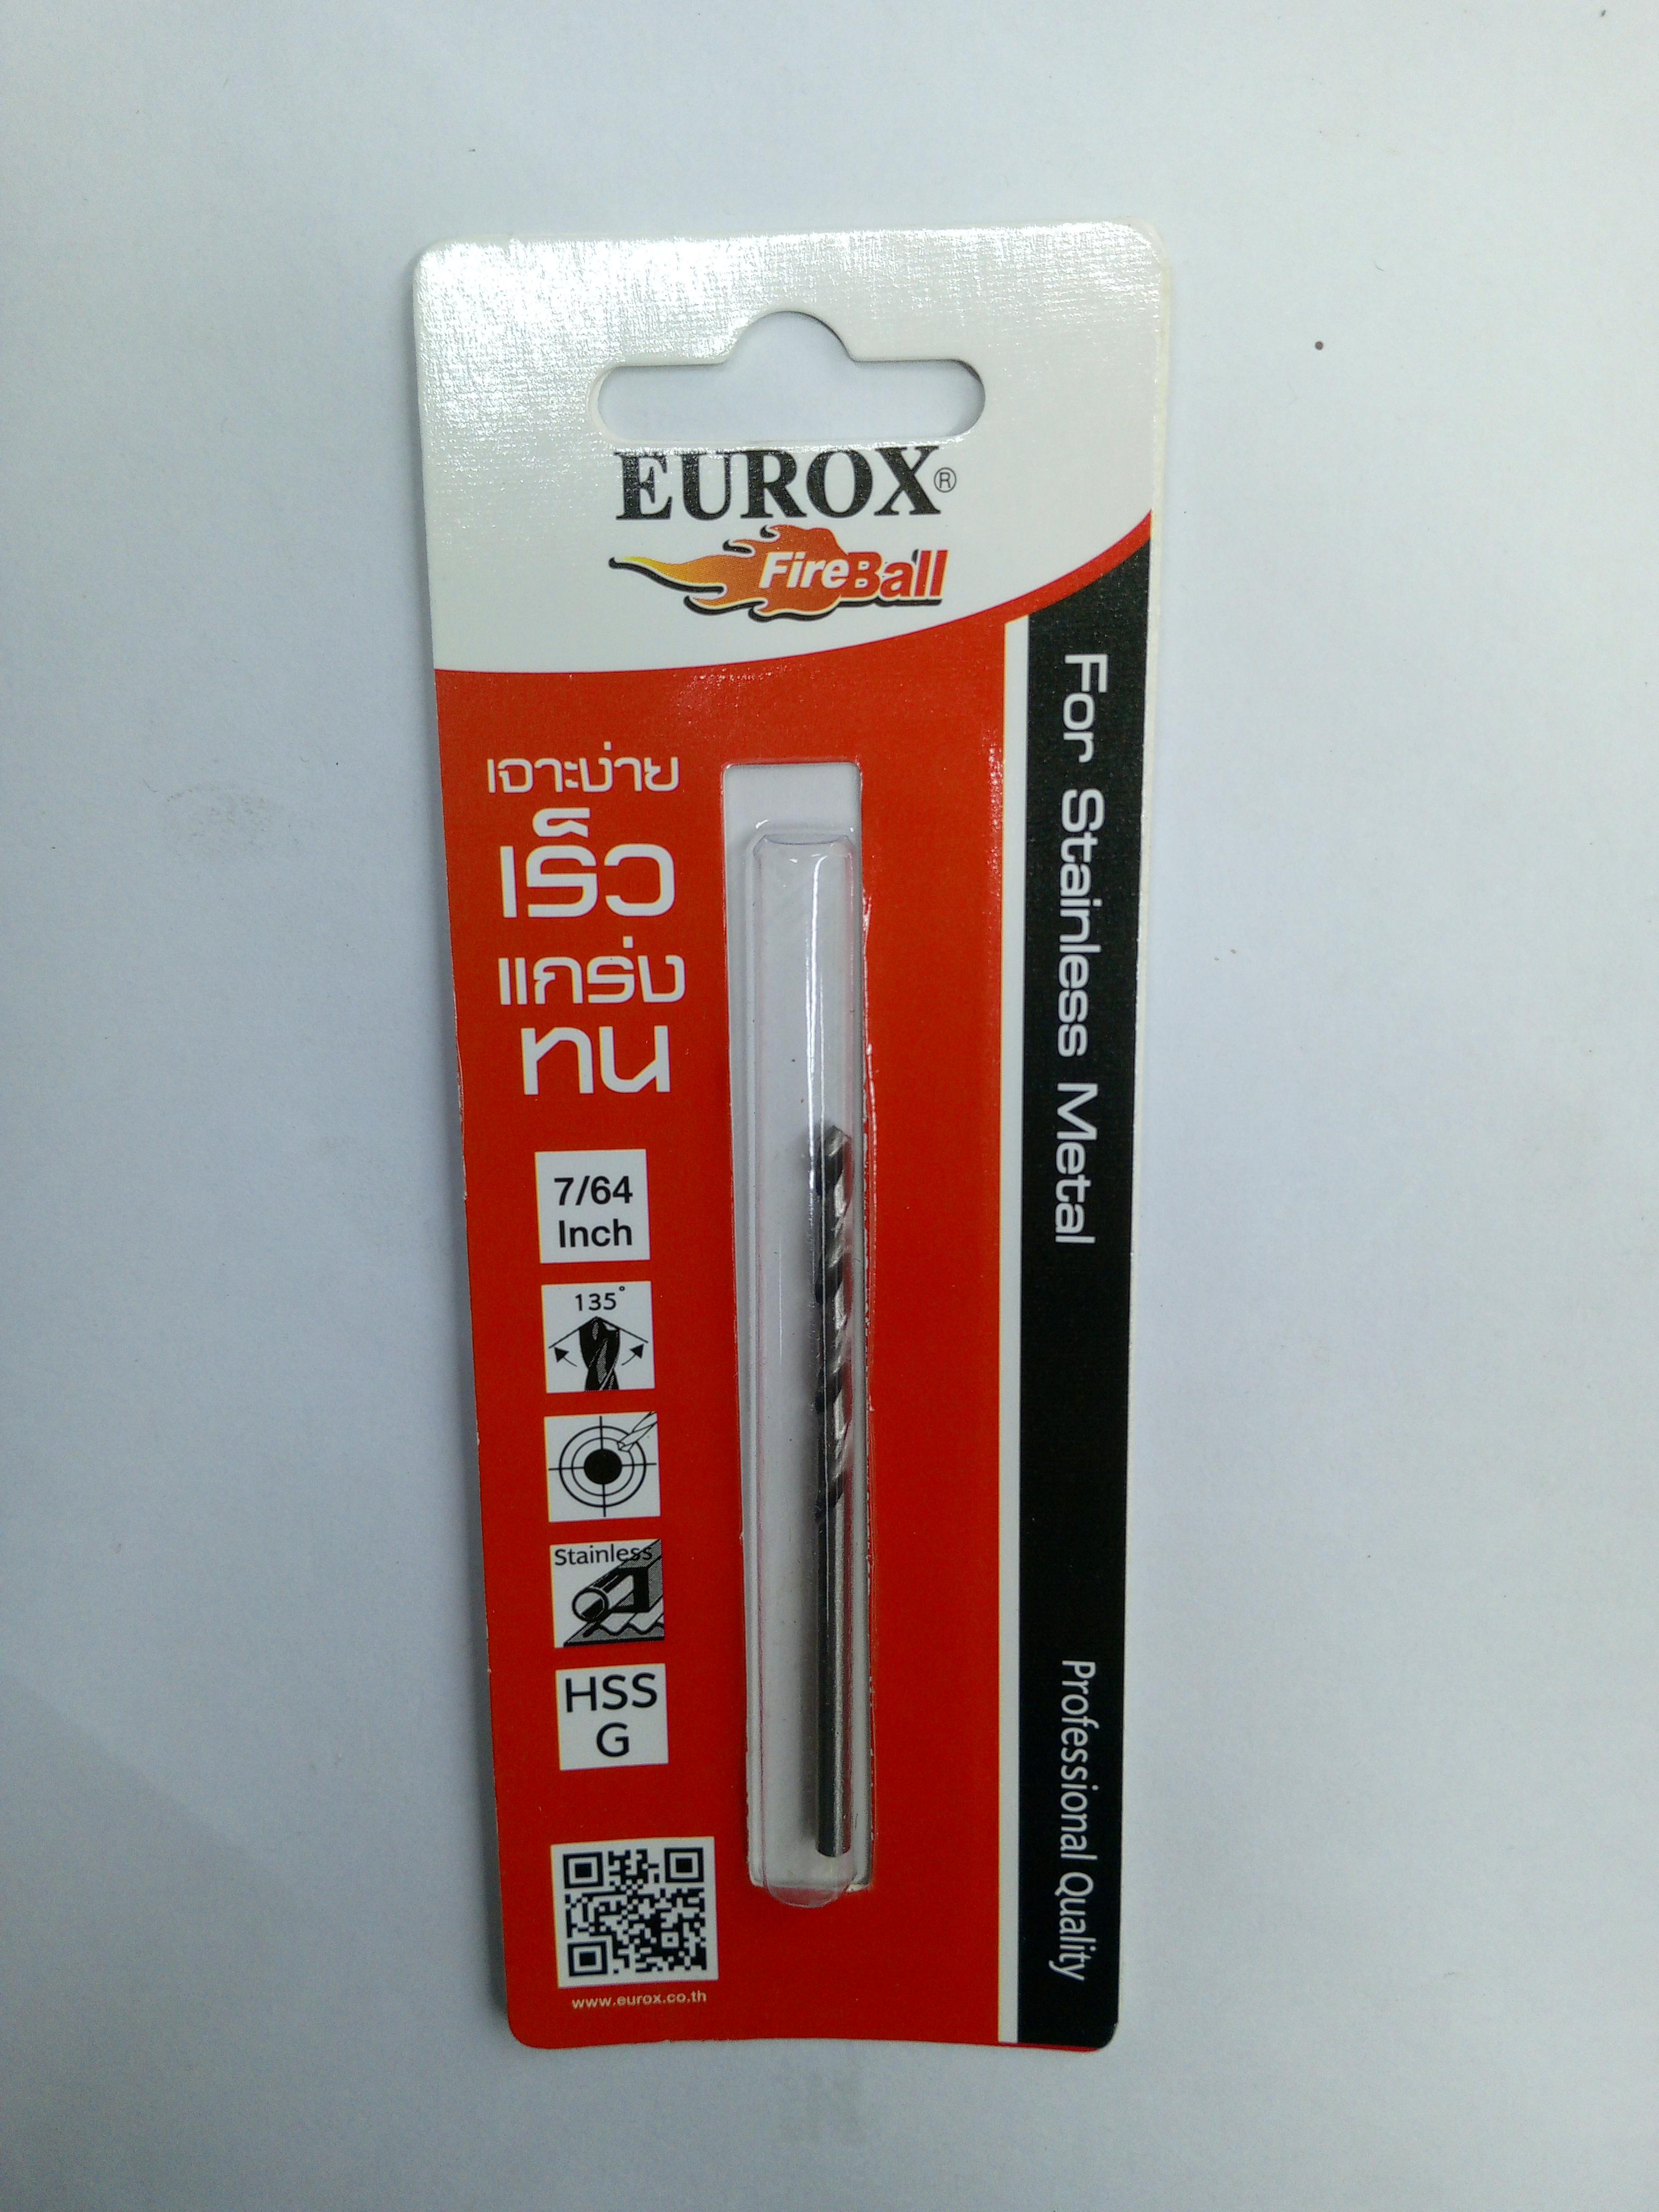 EUROX®
FireBall
For Stainless Metal
เจาะง่าย
เร็ว
แกร่ง
ทน
7/64
Inch
135°
Stainless
HSS
G
Professional Quality
www.eurox.co.th